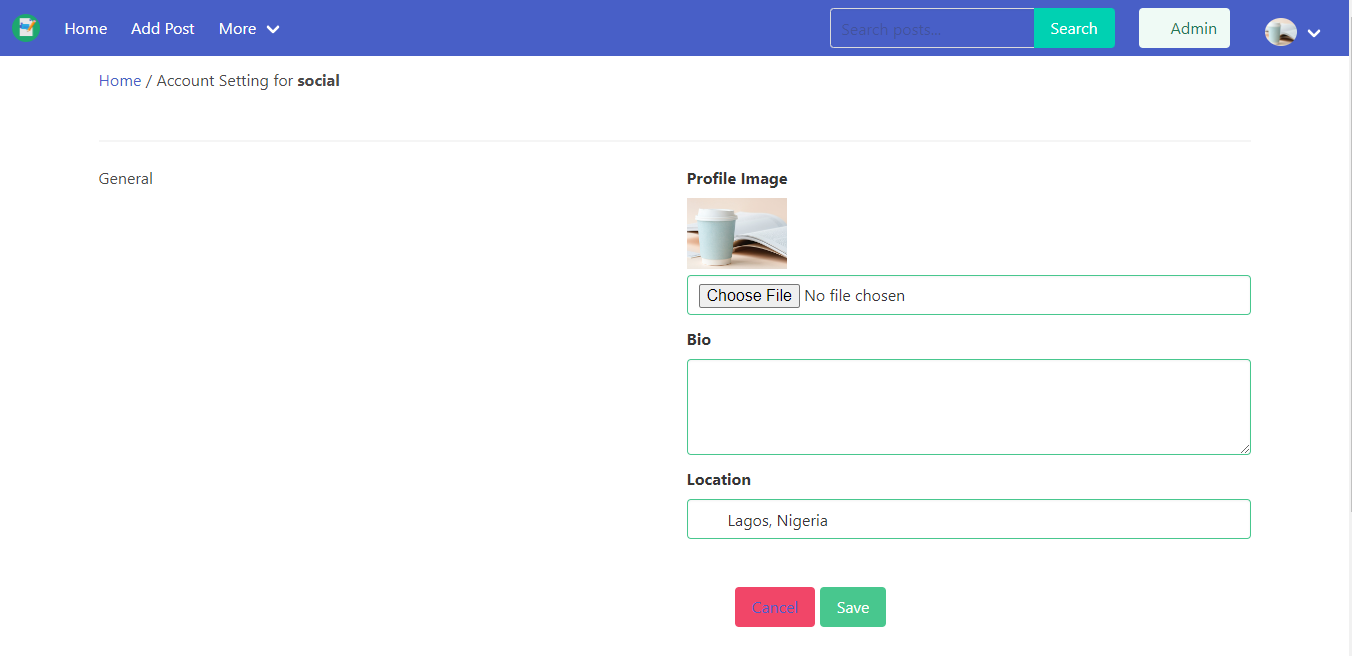 Home Add Post More Search posts... Search Admin
Home / Account Setting for social
General
Profile Image
Choose File No file chosen
Bio
Location
Lagos, Nigeria
Cancel Save